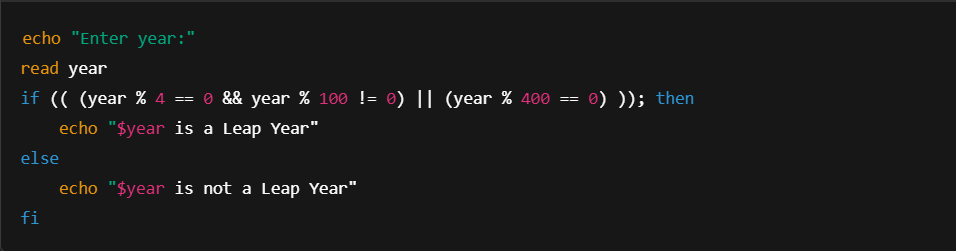 echo "Enter year:"
read year
if (( (year % 4 == 0 && year % 100 != 0) || (year % 400 == 0) )); then
    echo "$year is a Leap Year"
else
    echo "$year is not a Leap Year"
fi